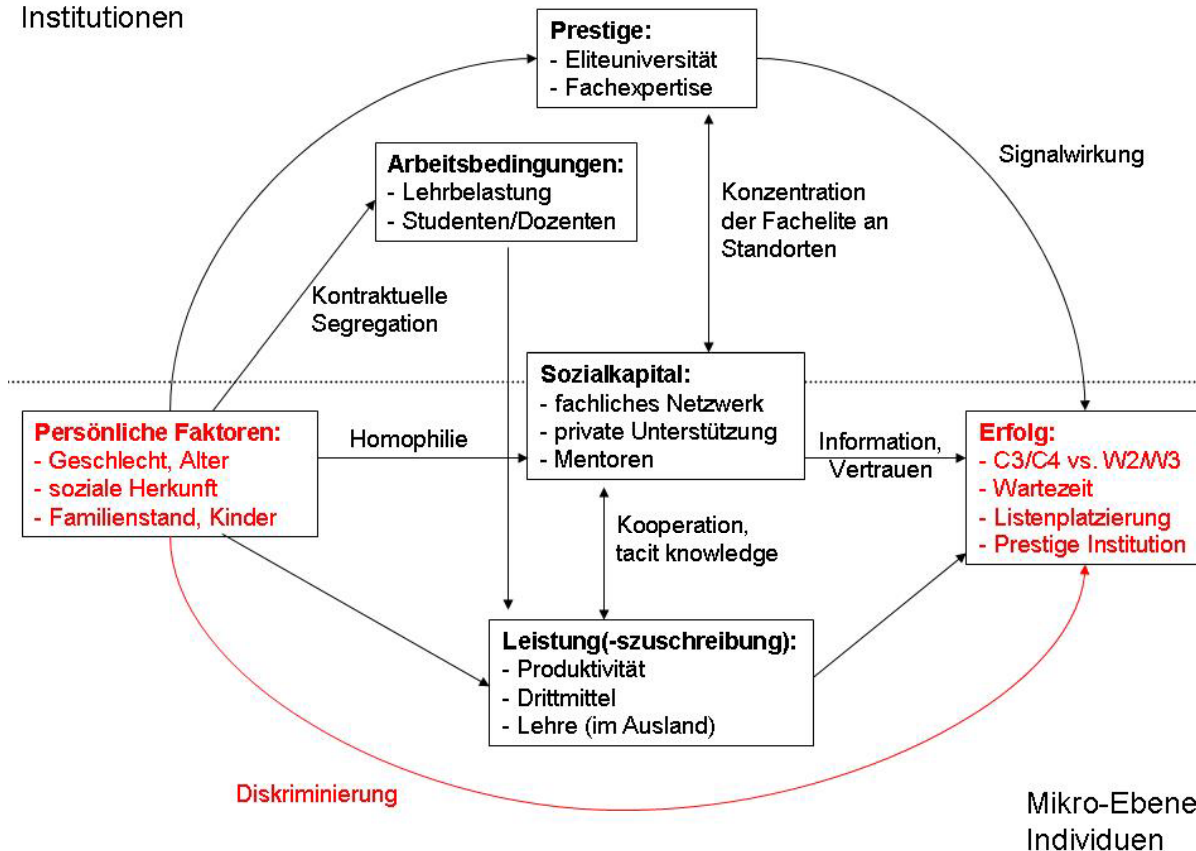 Institutionen
Prestige:
- Eliteuniversität
- Fachexpertise
Signalwirkung
Arbeitsbedingungen:
- Lehrbelastung
- Studenten/Dozenten
Konzentration
der Fachelite an
Standorten
Kontraktuelle
Segregation
Sozialkapital:
- fachliches Netzwerk
- private Unterstützung
- Mentoren
Persönliche Faktoren:
- Geschlecht, Alter
- soziale Herkunft
- Familienstand, Kinder
Homophilie
Information,
Vertrauen
Erfolg:
- C3/C4 vs. W2/W3
- Wartezeit
- Listenplatzierung
- Prestige Institution
Kooperation,
tacit knowledge
Leistung(-szuschreibung):
- Produktivität
- Drittmittel
- Lehre (im Ausland)
Diskriminierung
Mikro-Ebene
Individuen